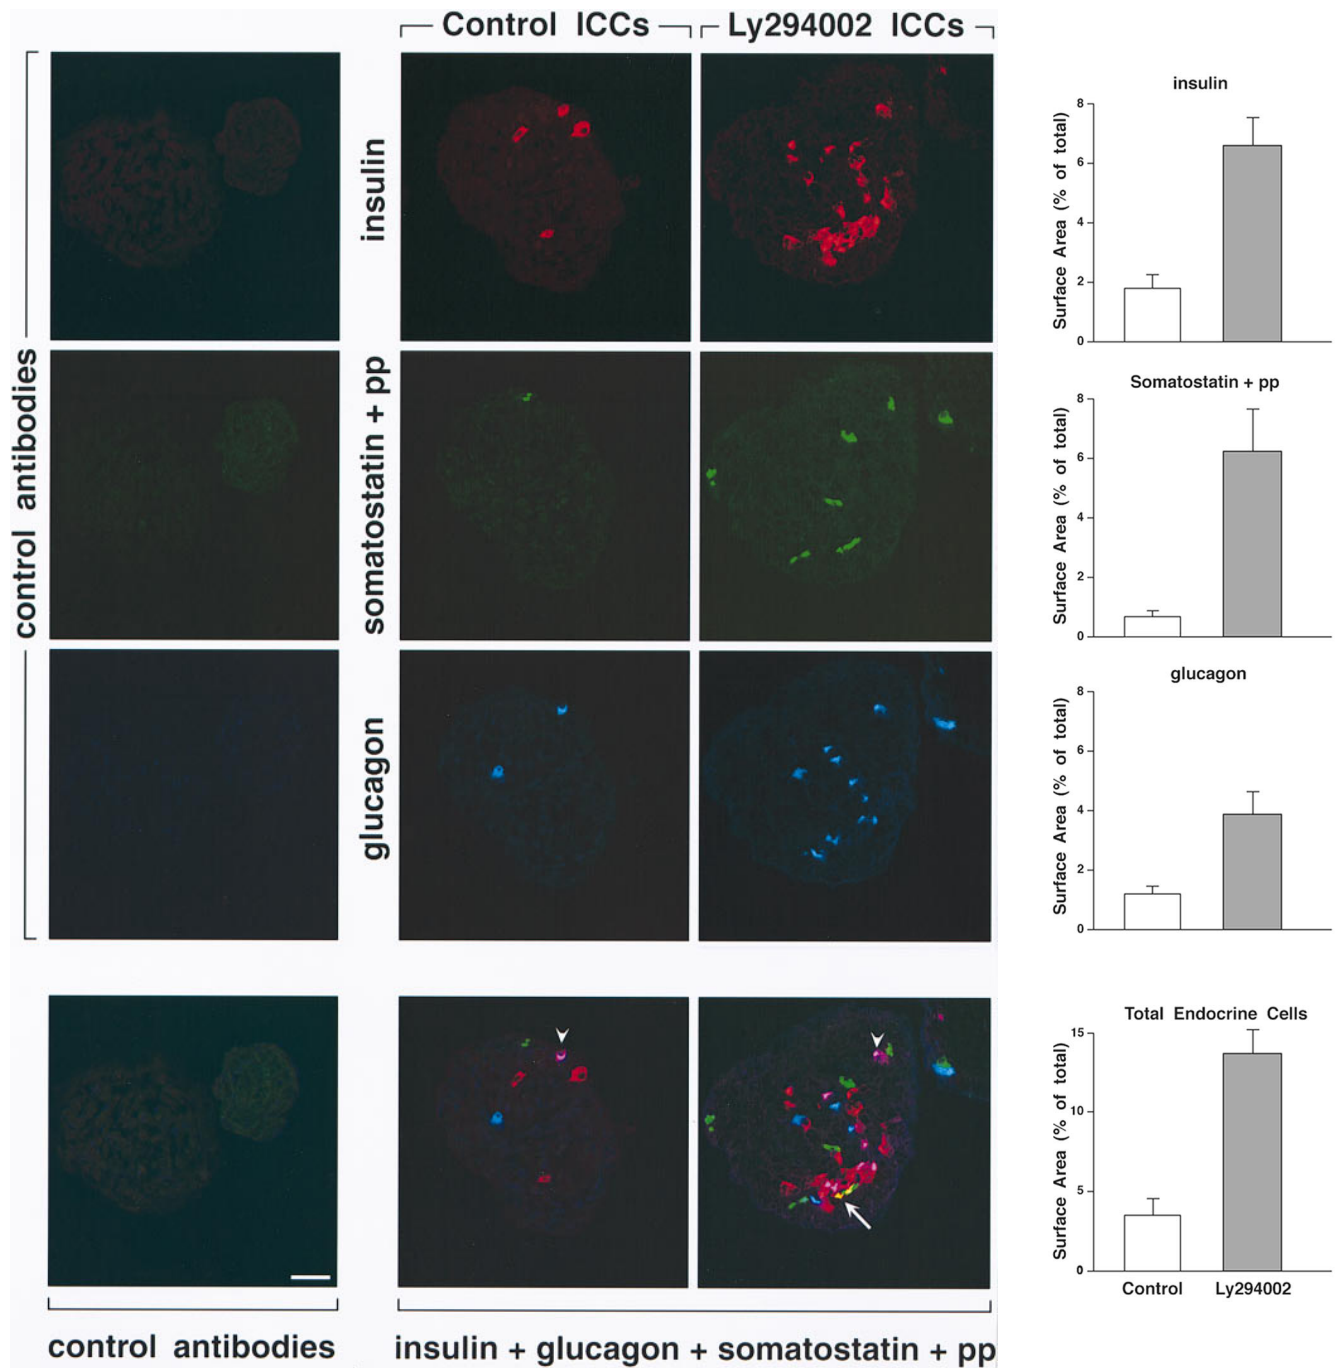 Control ICCs
Ly294002 ICCs
control antibodies
insulin
somatostatin + pp
glucagon
control antibodies
insulin + glucagon + somatostatin + pp
insulin
Surface Area (% of total)
8
6
4
2
0
Somatostatin + pp
Surface Area (% of total)
8
6
4
2
0
glucagon
Surface Area (% of total)
8
6
4
2
0
Total Endocrine Cells
Surface Area (% of total)
15
10
5
0
Control
Ly294002